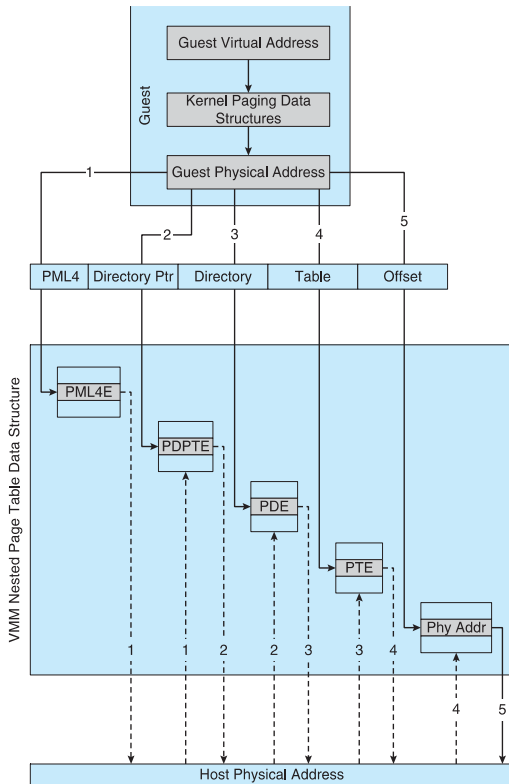 Guest Virtual Address
Kernel Paging Data
Structures
Guest
Guest Physical Address
1
2
3
4
5
PML4
Directory Ptr
Directory
Table
Offset
VMM Nested Page Table Data Structure
PML4E
PDPTE
PDE
PTE
Phy Addr
1
1
2
2
3
3
4
4
5
Host Physical Address